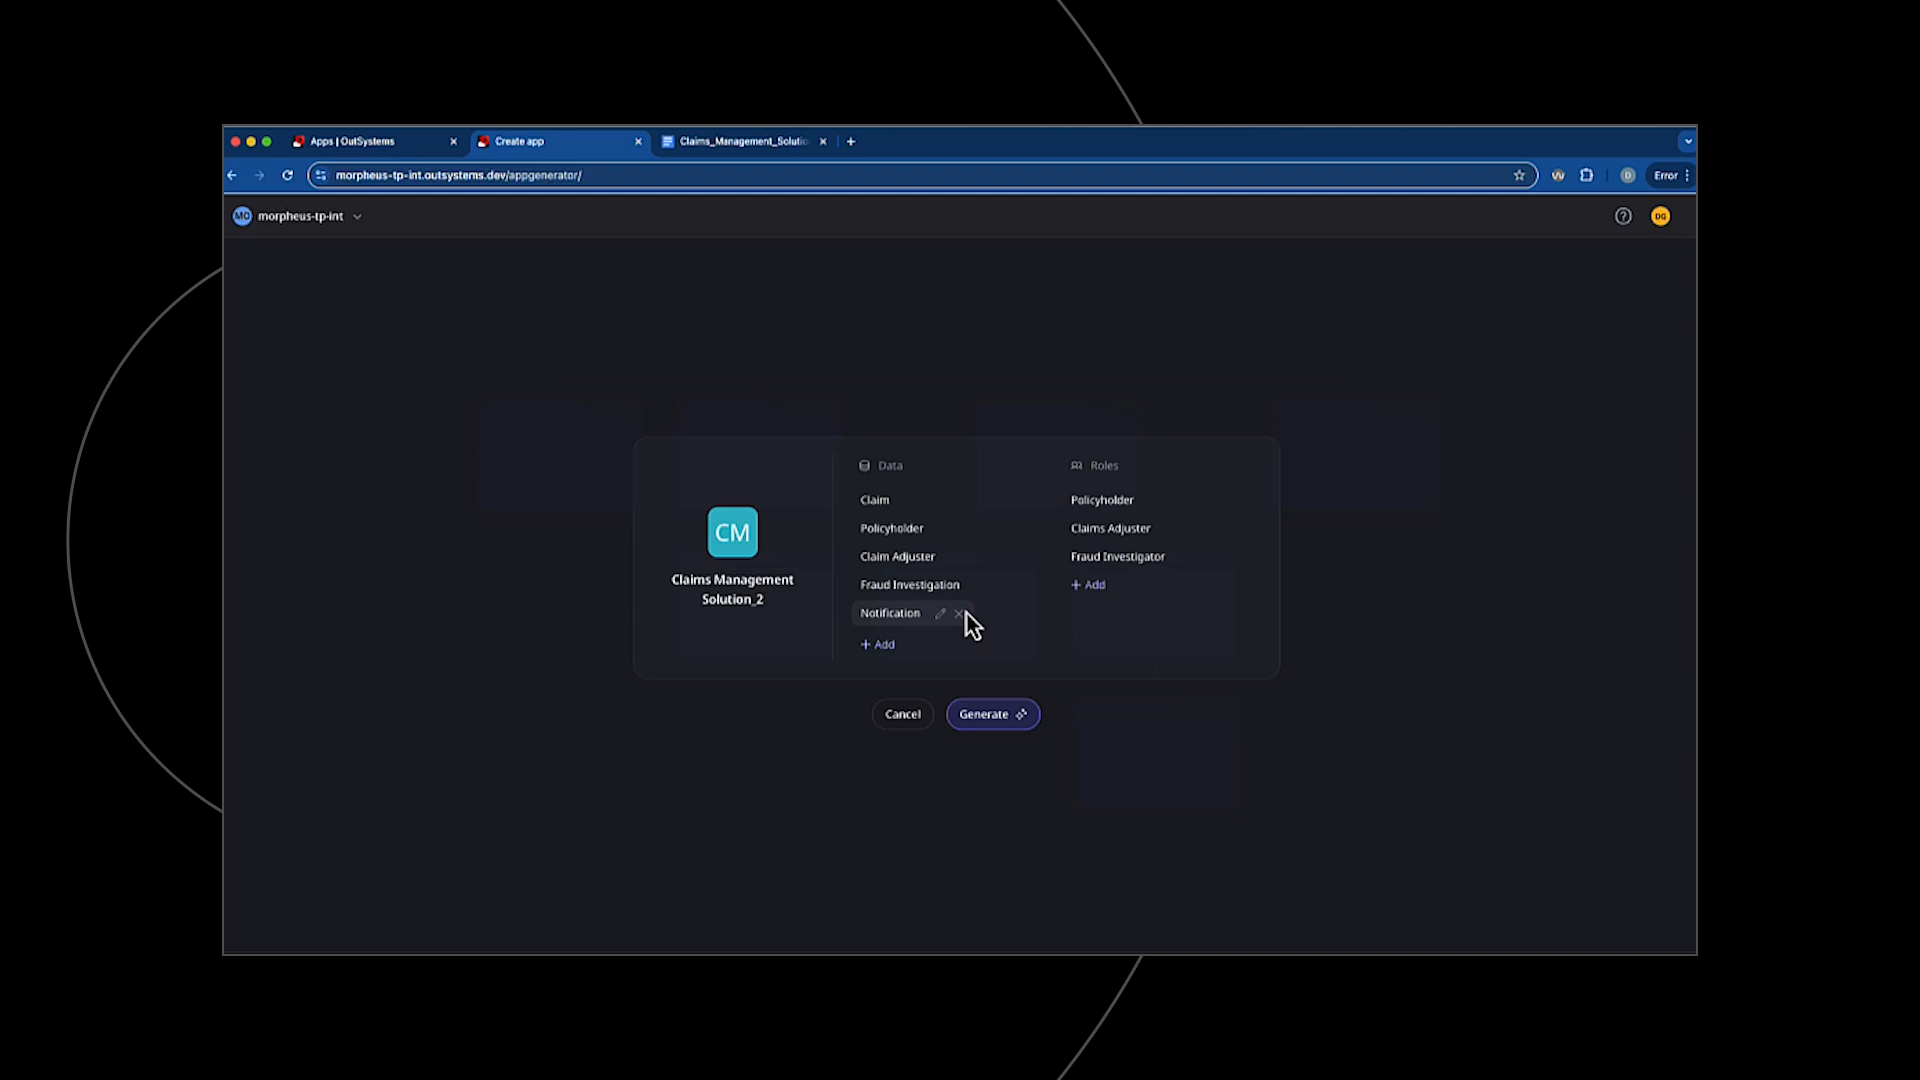 Apps | OutSystems
Create app
Claims_Management_Solutio
morpheus-tp-int.outsystems.dev/appgenerator/
D
Error
MO
morpheus-tp-int
DG
Data
Roles
Claim
Policyholder
Policyholder
Claims Adjuster
Claim Adjuster
Fraud Investigator
Fraud Investigation
+ Add
Notification
+ Add
CM
Claims Management
Solution_2
Cancel
Generate